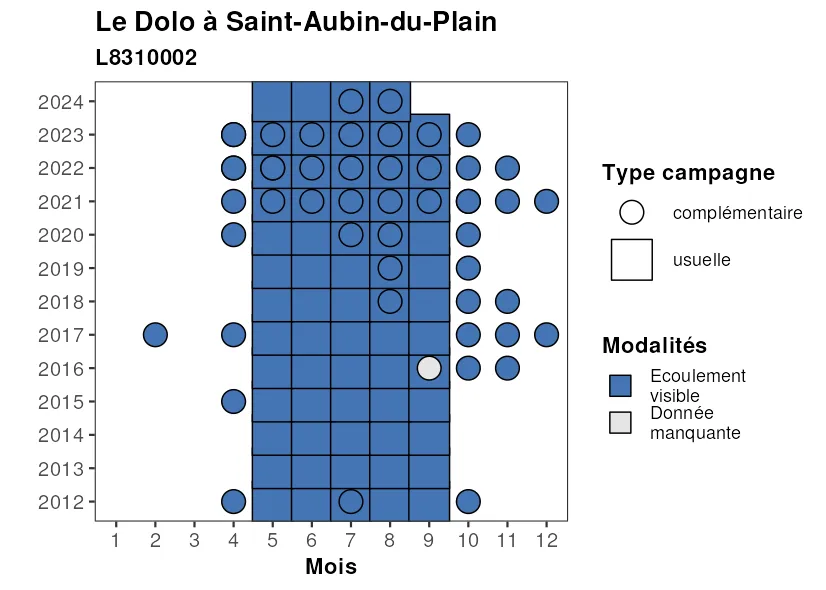 Le Dolo à Saint-Aubin-du-Plain
L8310002
2024
2023
2022
2021
2020
2019
2018
2017
2016
2015
2014
2013
2012
1 2 3 4 5 6 7 8 9 10 11 12
Mois
Type campagne
complémentaire
usuelle
Modalités
Ecoulement
visible
Donnée
manquante